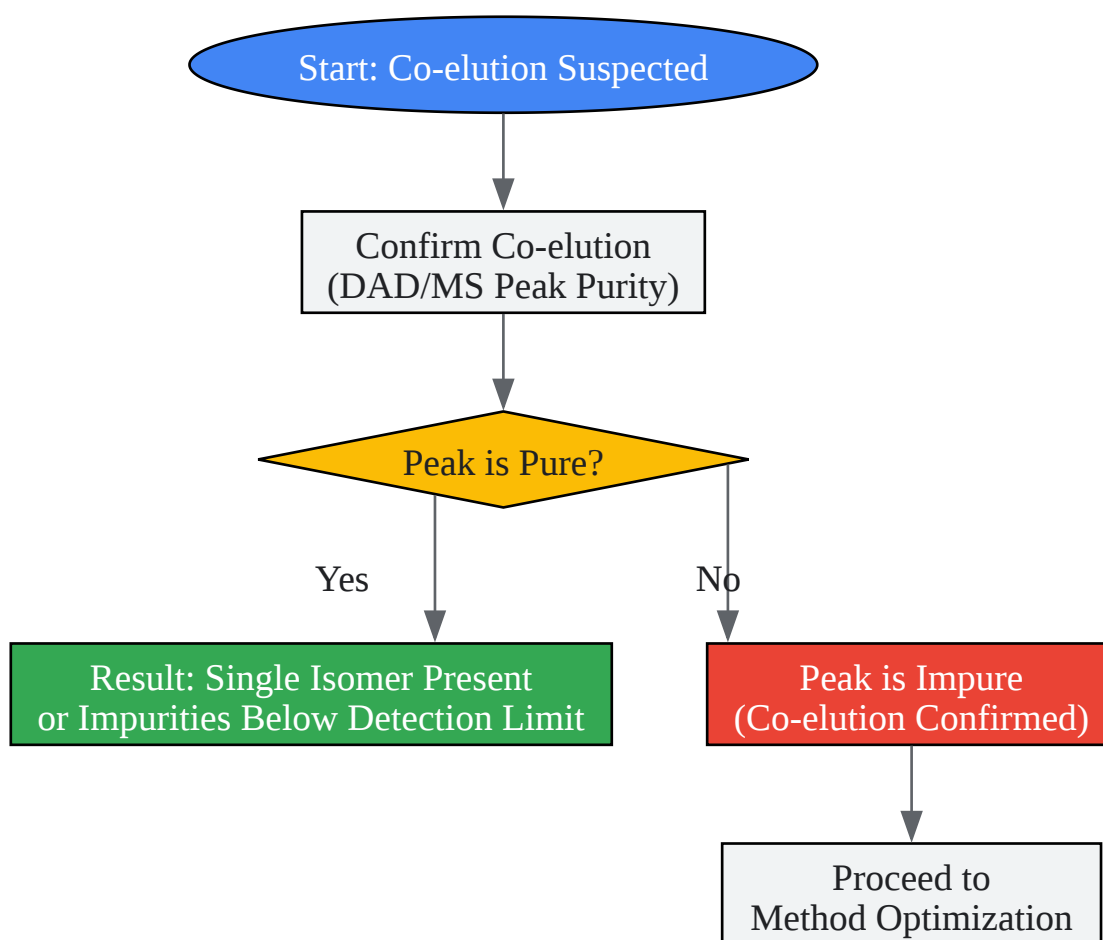 Start: Co-elution Suspected
Confirm Co-elution
(DAD/MS Peak Purity)
Peak is Pure?
Yes
No
Result: Single Isomer Present
or Impurities Below Detection Limit
Peak is Impure
(Co-elution Confirmed)
Proceed to
Method Optimization